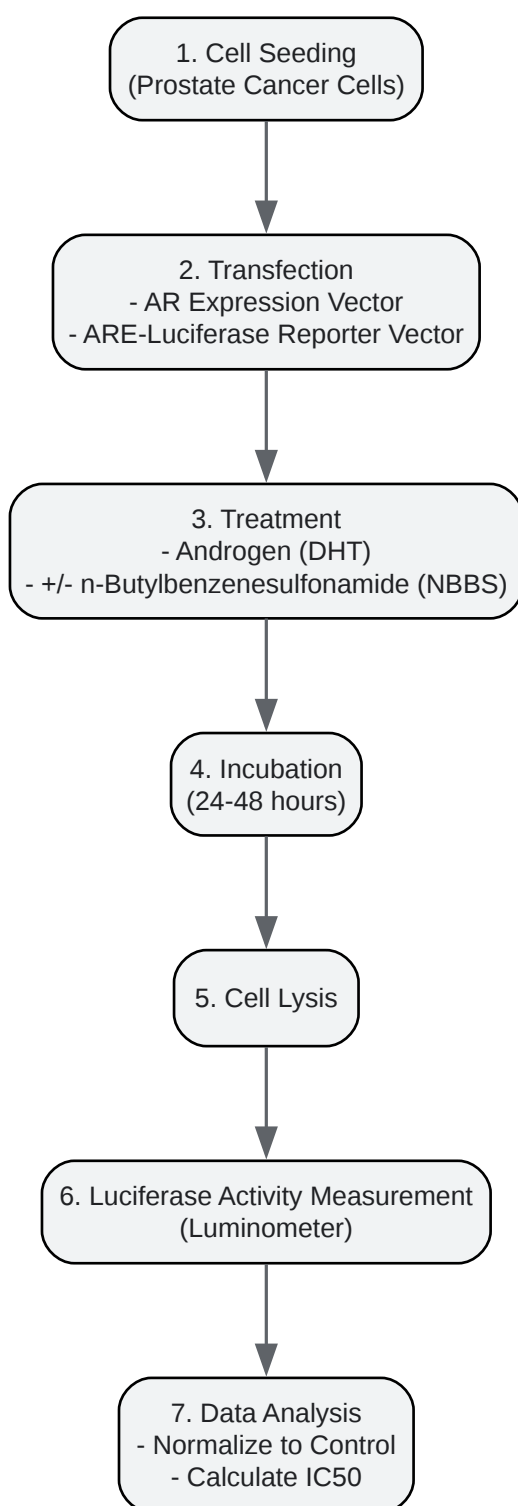 1. Cell Seeding
(Prostate Cancer Cells)
2. Transfection
- AR Expression Vector
- ARE-Luciferase Reporter Vector
3. Treatment
- Androgen (DHT)
- +/- n-Butylbenzenesulfonamide (NBBS)
4. Incubation
(24-48 hours)
5. Cell Lysis
6. Luciferase Activity Measurement
(Luminometer)
7. Data Analysis
- Normalize to Control
- Calculate IC50